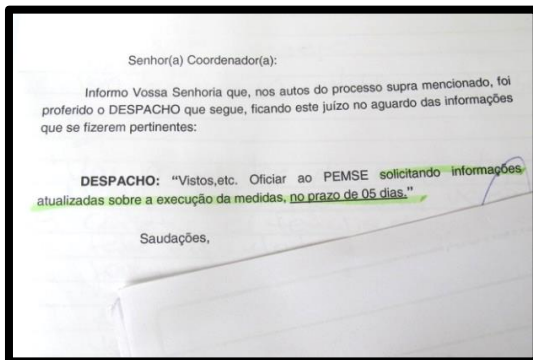 Senhor(a) Coordenador(a):
Informo Vossa Senhoria que, nos autos do processo supra mencionado, foi
proferido o DESPACHO que segue, ficando este juízo no aguardo das informações
que se fizerem pertinentes:
DESPACHO: “Vistos,etc. Oficiar ao PEMSE solicitando informações
atualizadas sobre a execução da medidas, no prazo de 05 dias.”
Saudações,